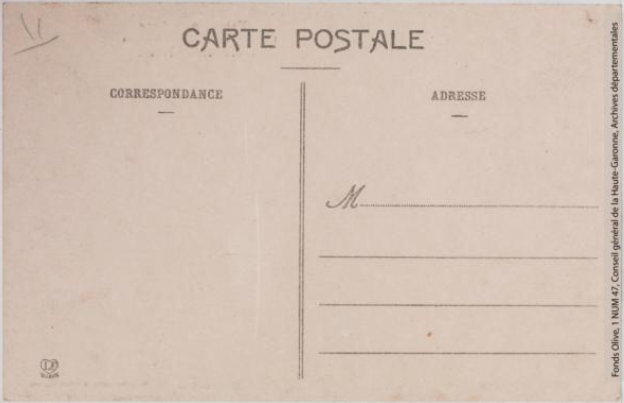 CARTE POSTALE
CORRESPONDANCE
ADRESSE
M
Fonds Olive, 1 NUM 47, Conseil général de la Haute-Garonne, Archives départementales